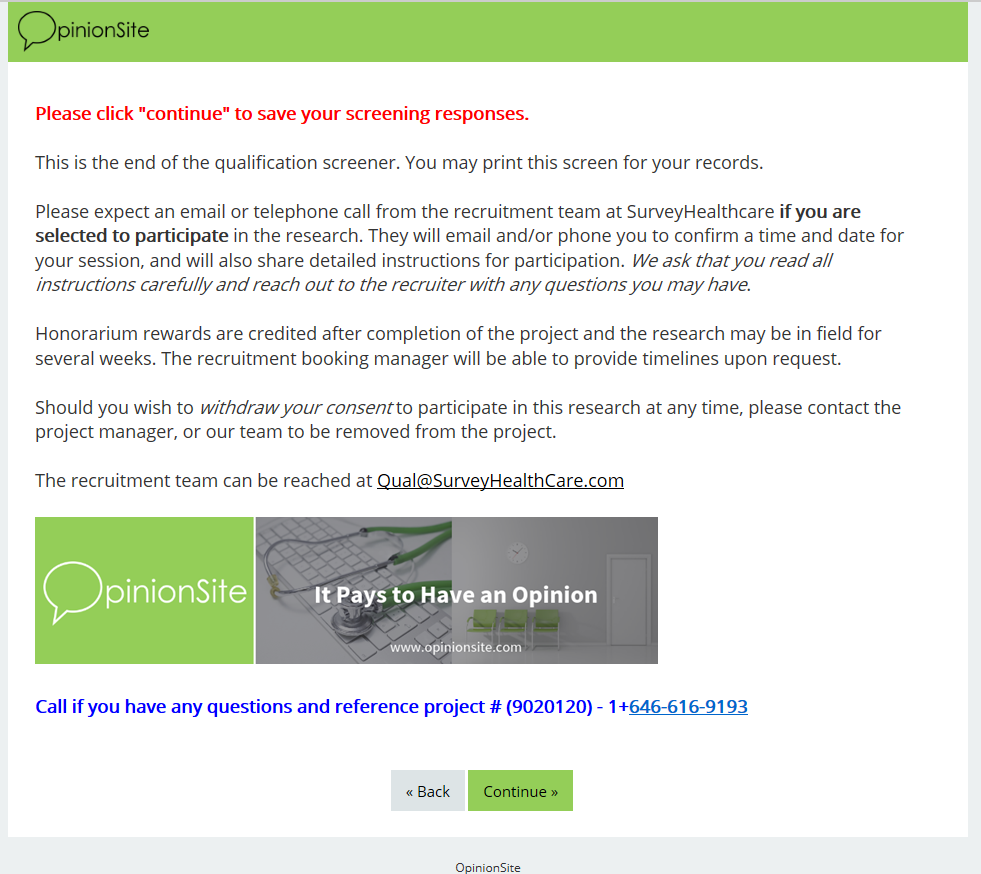 OpinionSite
Please click "continue" to save your screening responses.
This is the end of the qualification screener. You may print this screen for your records.
Please expect an email or telephone call from the recruitment team at SurveyHealthcare if you are
selected to participate in the research. They will email and/or phone you to confirm a time and date for
your session, and will also share detailed instructions for participation. We ask that you read all
instructions carefully and reach out to the recruiter with any questions you may have.
Honorarium rewards are credited after completion of the project and the research may be in field for
several weeks. The recruitment booking manager will be able to provide timelines upon request.
Should you wish to withdraw your consent to participate in this research at any time, please contact the
project manager, or our team to be removed from the project.
The recruitment team can be reached at Qual@SurveyHealthCare.com
OpinionSite
It Pays to Have an Opinion
www.opinionsite.com
Call if you have any questions and reference project # (9020120) - 1+646-616-9193
« Back
Continue »
OpinionSite